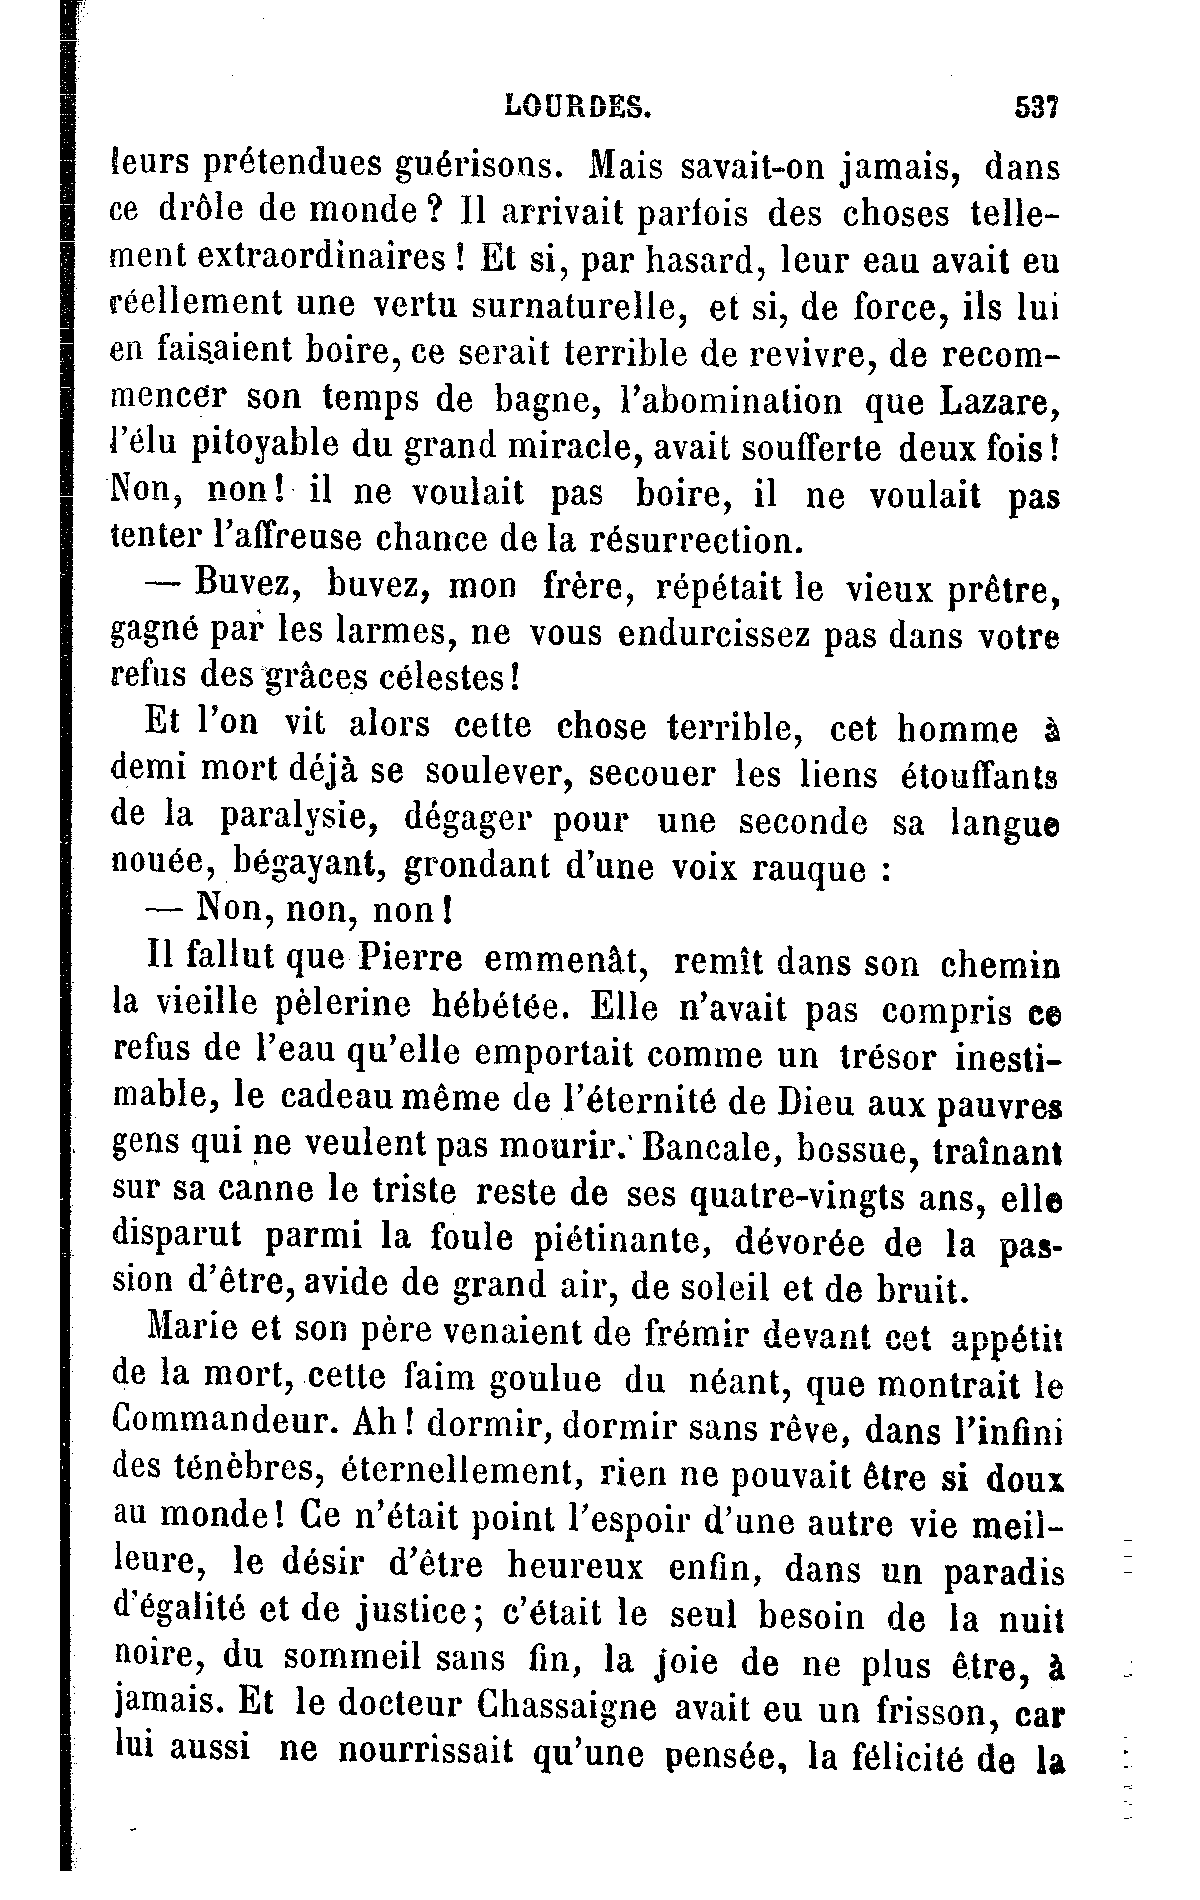 LOURDES. 537
leurs prétendues guérisons. Mais savait-on jamais, dans
ce drôle de monde ? Il arrivait parfois des choses telle-
ment extraordinaires ! Et si, par hasard, leur eau avait eu
réellement une vertu surnaturelle, et si, de force, ils lui
en faisaient boire, ce serait terrible de revivre, de recom-
mencer son temps de bagne, l'abomination que Lazare,
l'élu pitoyable du grand miracle, avait soufferte deux fois !
Non, non ! il ne voulait pas boire, il ne voulait pas
tenter l'affreuse chance de la résurrection.
— Buvez, buvez, mon frère, répétait le vieux prêtre,
gagné par les larmes, ne vous endurcissez pas dans votre
refus des grâces célestes !
Et l'on vit alors cette chose terrible, cet homme à
demi mort déjà se soulever, secouer les liens étouffants
de la paralysie, dégager pour une seconde sa langue
nouée, bégayant, grondant d'une voix rauque :
— Non, non, non !
Il fallut que Pierre emmenât, remît dans son chemin
la vieille pèlerine hébétée. Elle n'avait pas compris ce
refus de l'eau qu'elle emportait comme un trésor inesti-
mable, le cadeau même de l'éternité de Dieu aux pauvres
gens qui ne veulent pas mourir. Bancale, bossue, traînant
sur sa canne le triste reste de ses quatre-vingts ans, elle
disparut parmi la foule piétinante, dévorée de la pas-
sion d'être, avide de grand air, de soleil et de bruit.
Marie et son père venaient de frémir devant cet appétit
de la mort, cette faim goulue du néant, que montrait le
Commandeur. Ah ! dormir, dormir sans rêve, dans l'infini
des ténèbres, éternellement, rien ne pouvait être si doux
au monde ! Ce n'était point l'espoir d'une autre vie meil-
leure, le désir d'être heureux enfin, dans un paradis
d'égalité et de justice ; c'était le seul besoin de la nuit
noire, du sommeil sans fin, la joie de ne plus être, à
jamais. Et le docteur Chassaigne avait eu un frisson, car
lui aussi ne nourrissait qu'une pensée, la félicité de la